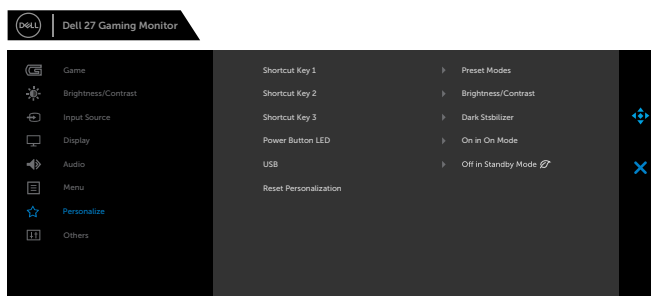 DELL
Dell 27 Gaming Monitor
Game
Brightness/Contrast
Input Source
Display
Audio
Menu
Personalize
Others
Shortcut Key 1 Preset Modes
Shortcut Key 2 Brightness/Contrast
Shortcut Key 3 Dark Stsbilizer
Power Button LED On in On Mode
USB Off in Standby Mode
Reset Personalization